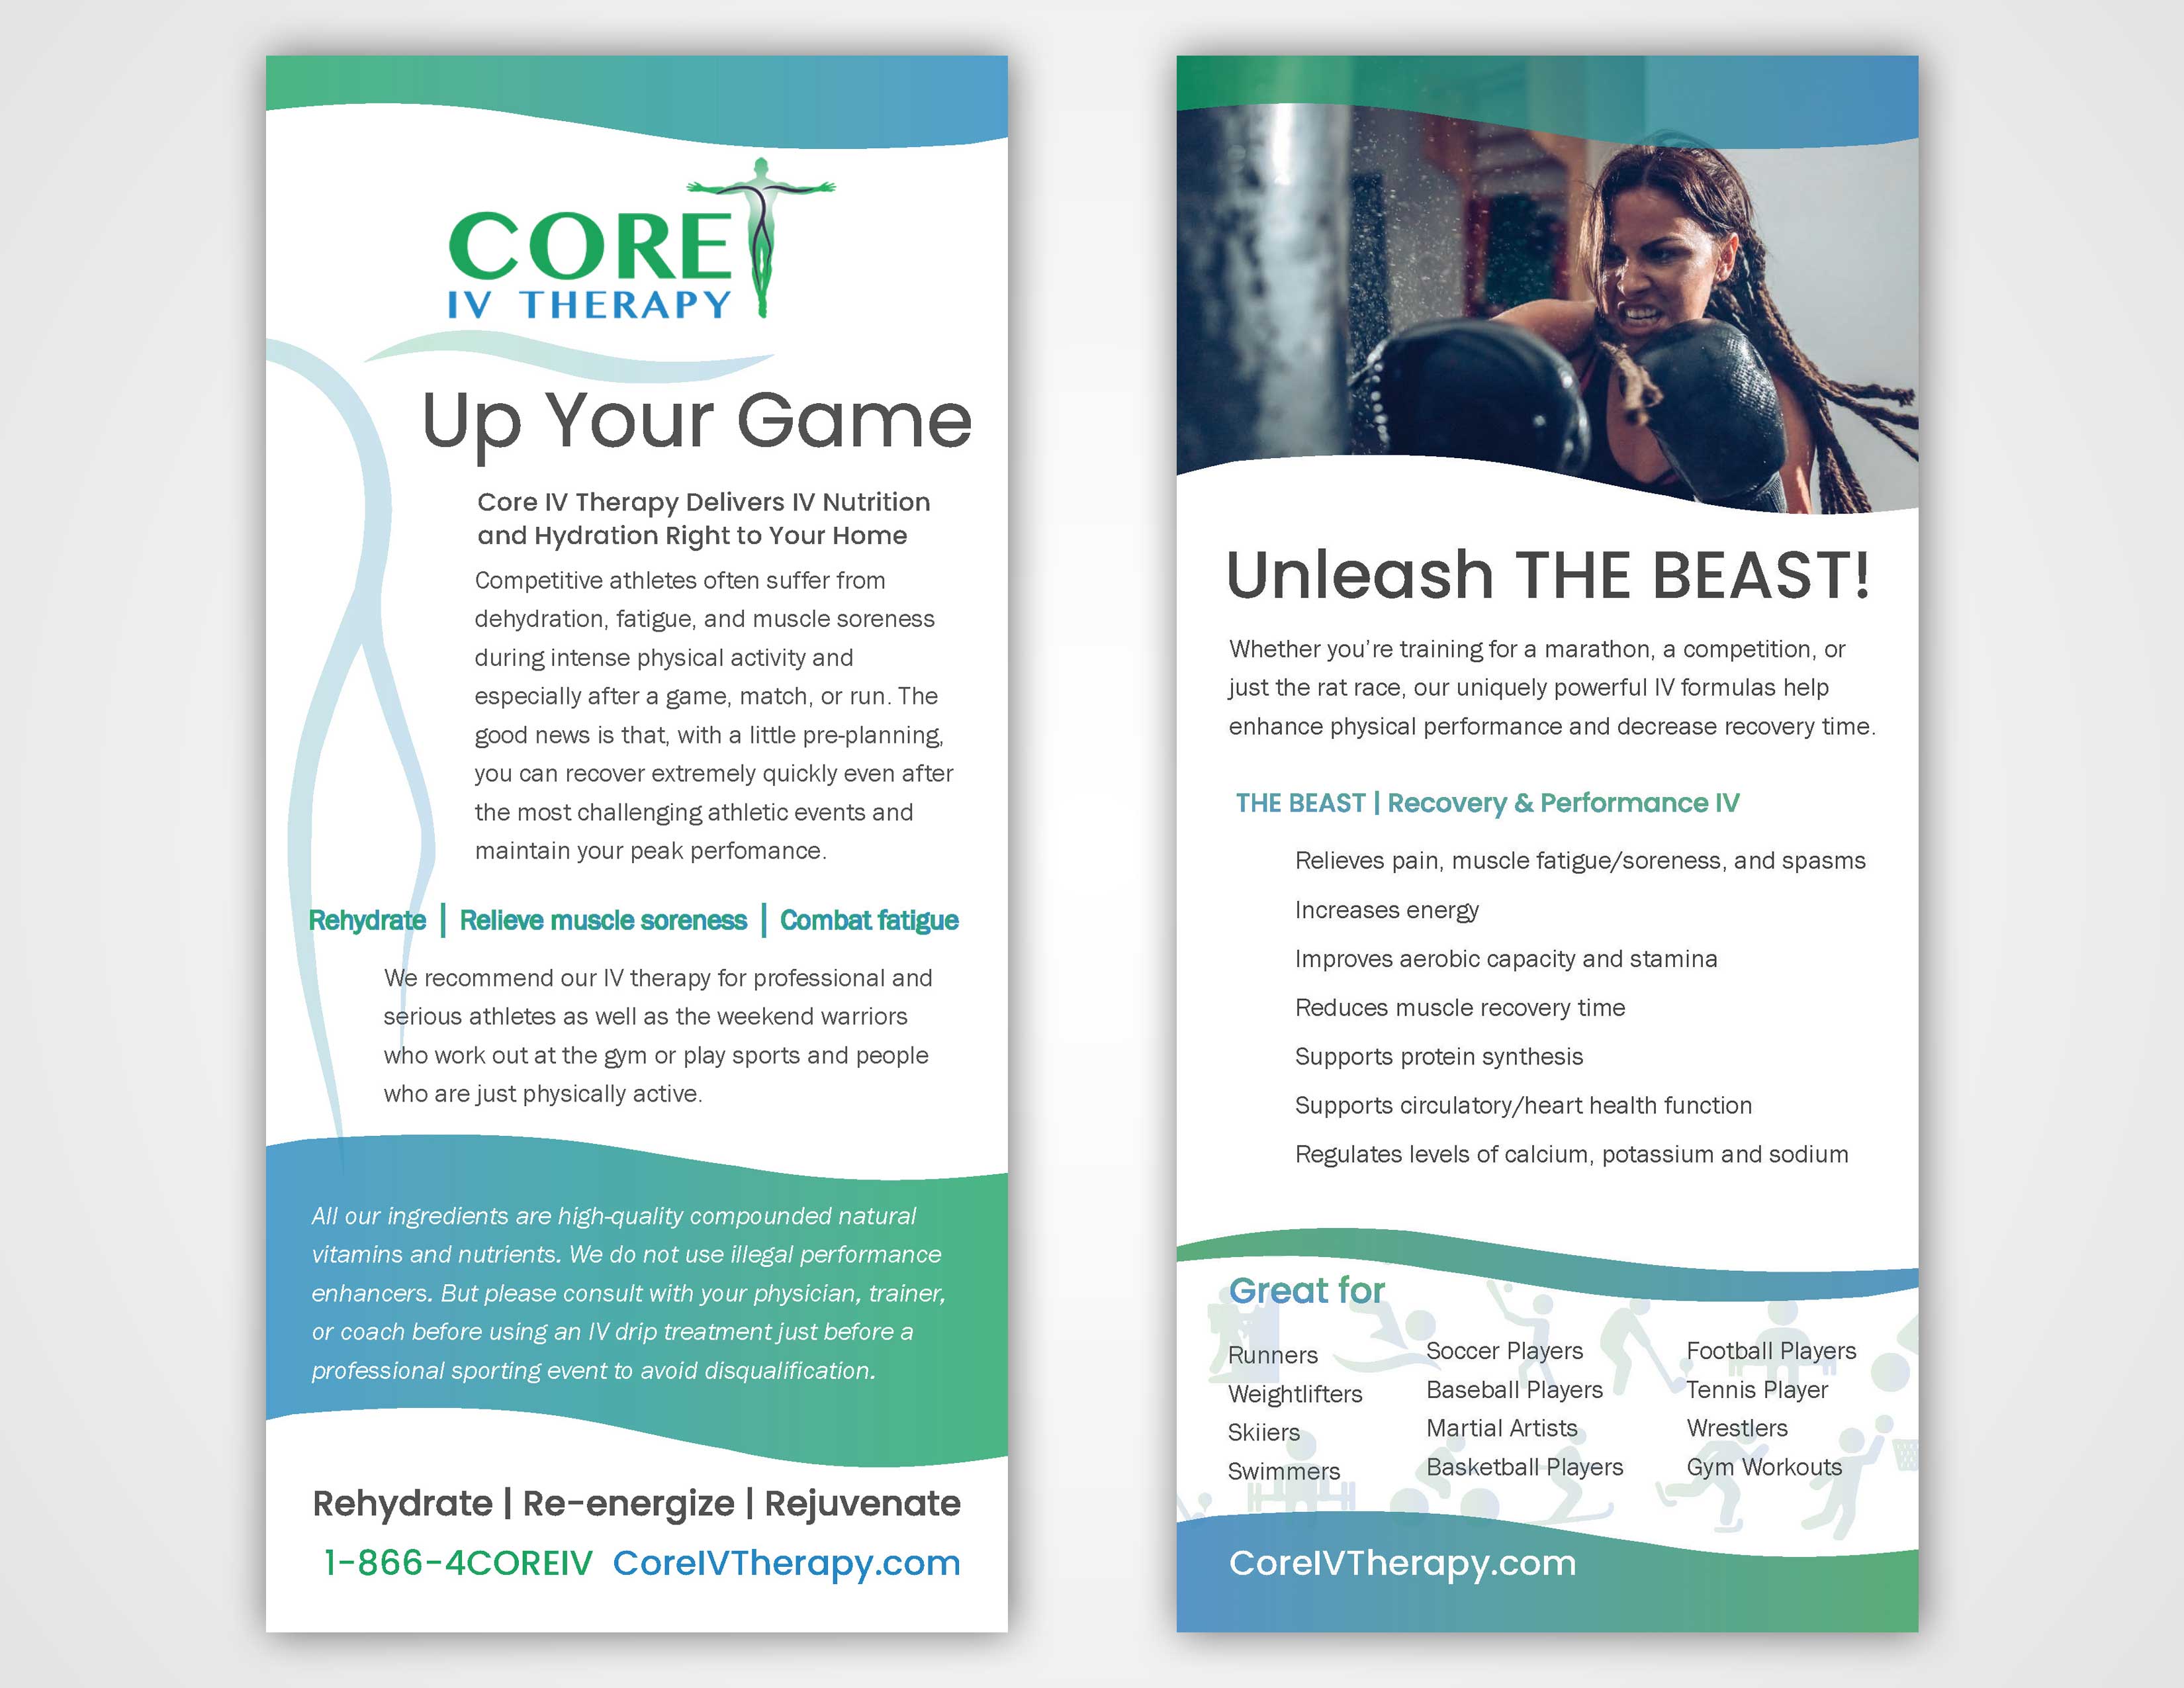 CORE
IV THERAPY
Up Your Game
Core IV Therapy Delivers IV Nutrition
and Hydration Right to Your Home
Competitive athletes often suffer from
dehydration, fatigue, and muscle soreness
during intense physical activity and
especially after a game, match, or run. The
good news is that, with a little pre-planning,
you can recover extremely quickly even after
the most challenging athletic events and
maintain your peak perfomance.
Rehydrate | Relieve muscle soreness | Combat fatigue
We recommend our IV therapy for professional and
serious athletes as well as the weekend warriors
who work out at the gym or play sports and people
who are just physically active.
All our ingredients are high-quality compounded natural
vitamins and nutrients. We do not use illegal performance
enhancers. But please consult with your physician, trainer,
or coach before using an IV drip treatment just before a
professional sporting event to avoid disqualification.
Rehydrate | Re-energize | Rejuvenate
1-866-4COREIV CoreIVTherapy.com
Unleash THE BEAST!
Whether you're training for a marathon, a competition, or
just the rat race, our uniquely powerful IV formulas help
enhance physical performance and decrease recovery time.
THE BEAST | Recovery & Performance IV
Relieves pain, muscle fatigue/soreness, and spasms
Increases energy
Improves aerobic capacity and stamina
Reduces muscle recovery time
Supports protein synthesis
Supports circulatory/heart health function
Regulates levels of calcium, potassium and sodium
Great for
Runners
Weightlifters
Skiiers
Swimmers
Soccer Players
Baseball Players
Martial Artists
Basketball Players
Football Players
Tennis Player
Wrestlers
Gym Workouts
CoreIVTherapy.com